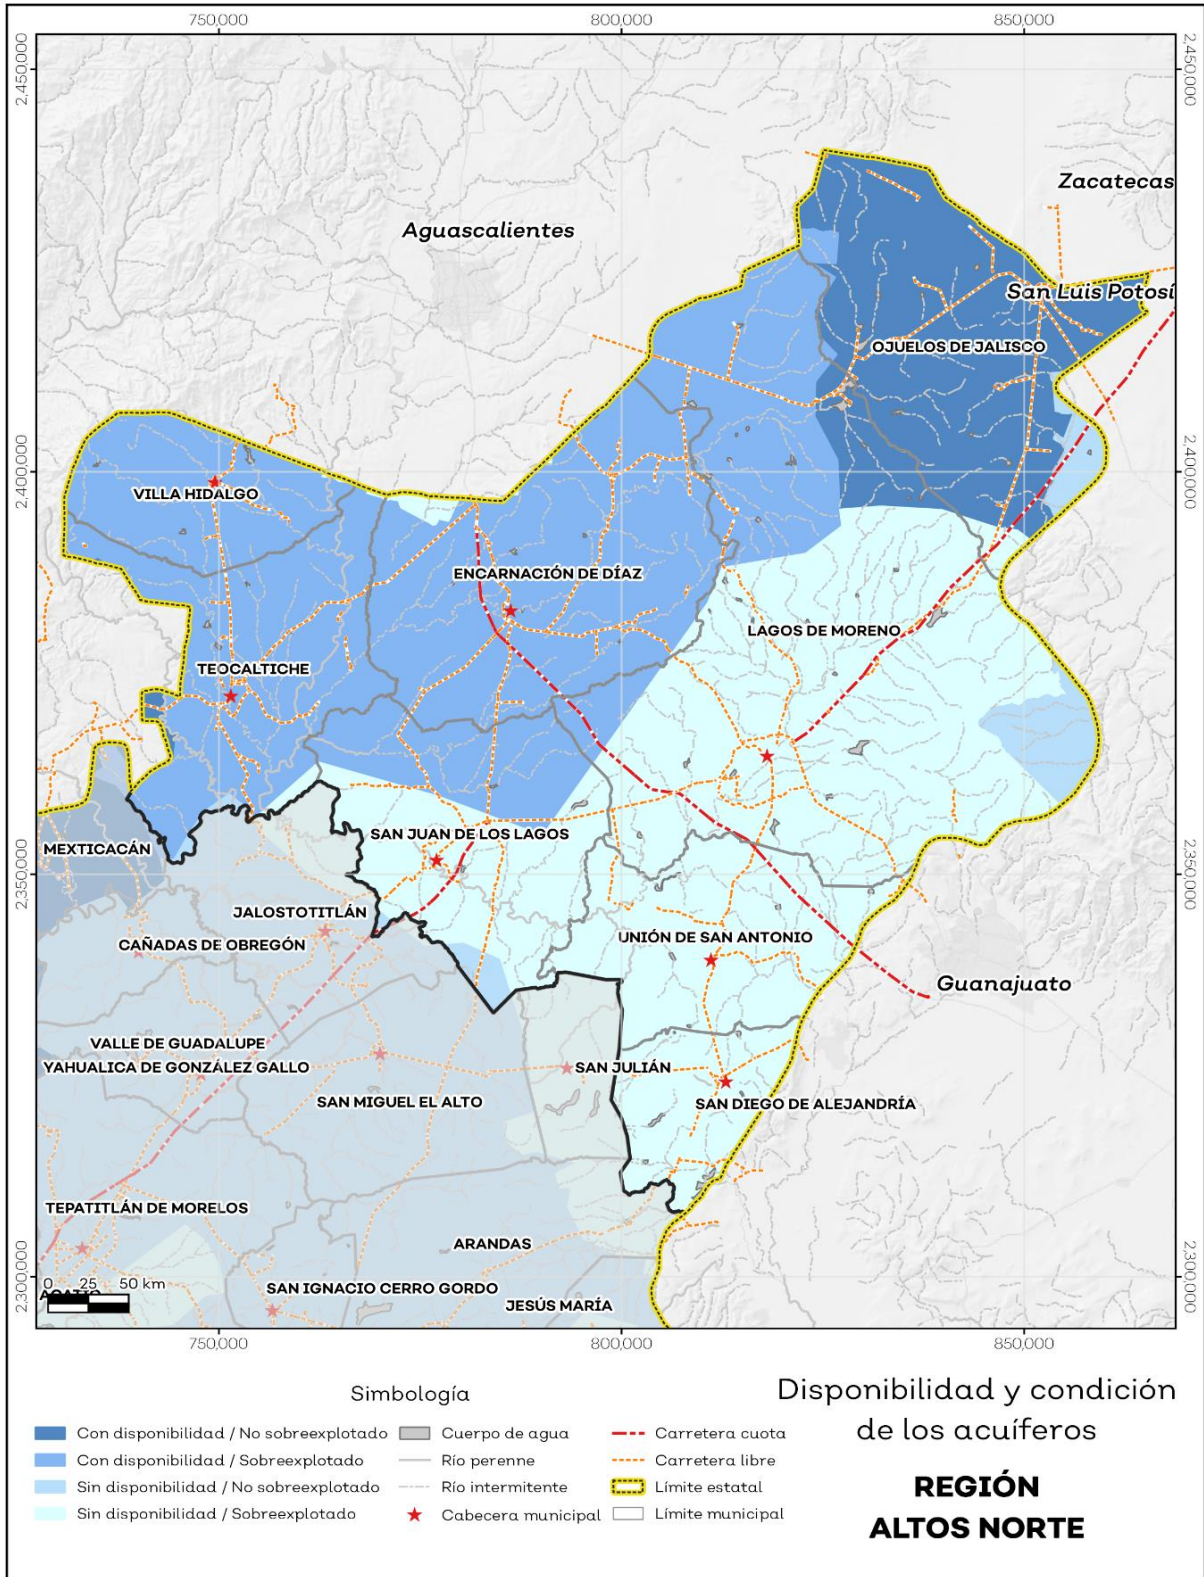 750,000
800,000
850,000
2,450,000
2,450,000
Zacatecas
Aguascalientes
San Luis Potosí
OJUELOS DE JALISCO
2,400,000
2,400,000
VILLA HIDALGO
ENCARNACIÓN DE DÍAZ
LAGOS DE MORENO
TEOCALTICHE
SAN JUAN DE LOS LAGOS
MEXTICACÁN
2,350,000
2,350,000
JALOSTOTITLÁN
CAÑADAS DE OBREGÓN
UNIÓN DE SAN ANTONIO
Guanajuato
VALLE DE GUADALUPE
YAHUALICA DE GONZÁLEZ GALLO
SAN JULIÁN
SAN MIGUEL EL ALTO
SAN DIEGO DE ALEJANDRÍA
TEPATITLÁN DE MORELOS
ARANDAS
2,300,000
2,300,000
0 25 50 km
SAN IGNACIO CERRO GORDO
JESÚS MARÍA
750,000
800,000
850,000
Simbología
Con disponibilidad / No sobreexplotado
Con disponibilidad / Sobreexplotado
Sin disponibilidad / No sobreexplotado
Sin disponibilidad / Sobreexplotado
Cuerpo de agua
Río perenne
Río intermitente
Cabecera municipal
Carretera cuota
Carretera libre
Límite estatal
Límite municipal
Disponibilidad y condición
de los acuíferos
REGIÓN
ALTOS NORTE